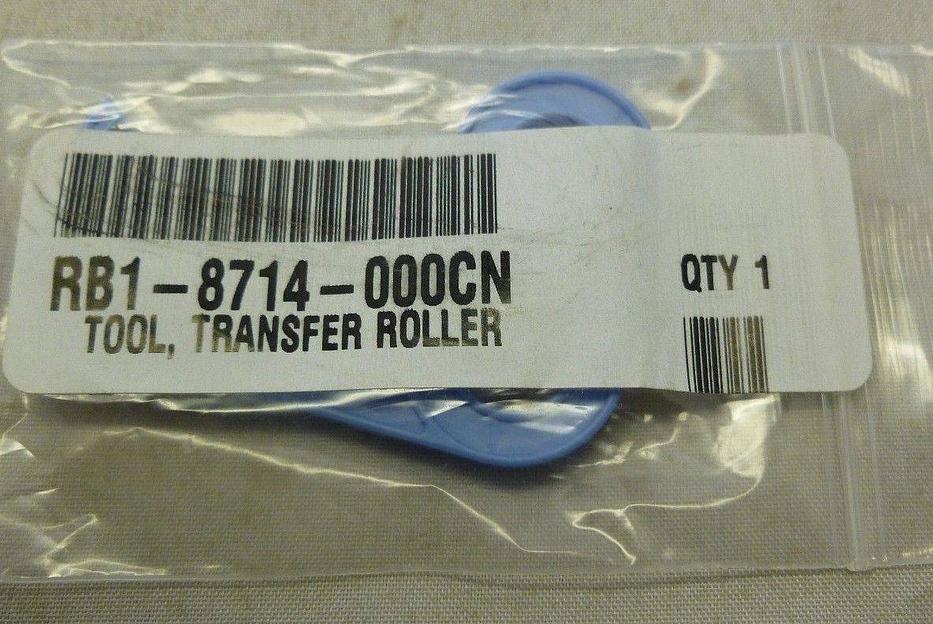 RB1-8714-000CN
TOOL, TRANSFER ROLLER
QTY 1